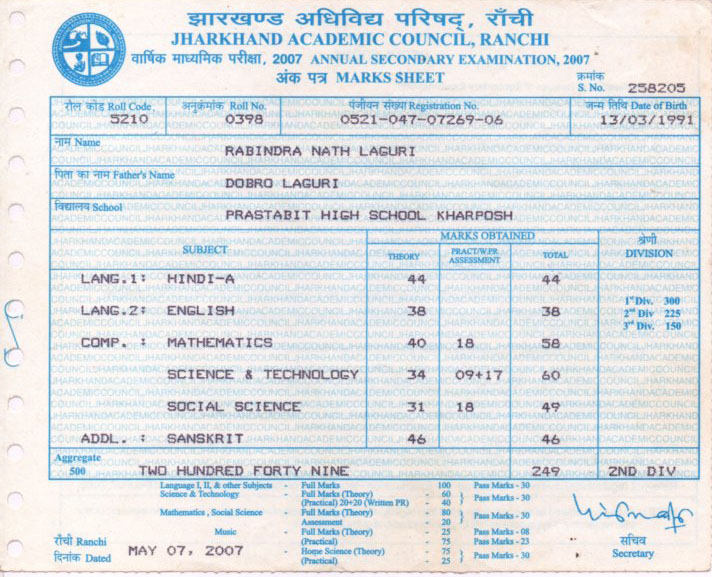 झारखण्ड अधिविद्य परिषद्, राँची
JHARKHAND ACADEMIC COUNCIL, RANCHI
वार्षिक माध्यमिक परीक्षा, 2007 ANNUAL SECONDARY EXAMINATION, 2007
अंक पत्र MARKS SHEET
क्रमांक
S. No. 258205
रौल कोड Roll Code. अनुक्रमांक Roll No. पंजीयन संख्या Registration No. जन्म तिथि Date of Birth
5210 0398 0521-047-07269-06 13/03/1991
नाम Name
RABINDRA NATH LAGURI
पिता का नाम Father's Name
DOBRO LAGURI
विद्यालय School
PRASTABIT HIGH SCHOOL KHARPOSH
SUBJECT MARKS OBTAINED श्रेणी DIVISION
THEORY PRACT/W.PR ASSESSMENT TOTAL
LANG.1: HINDI-A 44 44
1st Div. 300
LANG.2: ENGLISH 38 38
2nd Div 225
3rd Div. 150
COMP. : MATHEMATICS 40 18 58
SCIENCE & TECHNOLOGY 34 09+17 60
SOCIAL SCIENCE 31 18 49
ADDL. : SANSKRIT 46 46
Aggregate
500 TWO HUNDRED FORTY NINE 249 2ND DIV
Language I, II, & other Subjects - Full Marks 100 Pass Marks - 30
Science & Technology - Full Marks (Theory) - 60 } Pass Marks - 30
(Practical) 20+20 (Written PR) - 40
Mathematics , Social Science - Full Marks (Theory) - 80 } Pass Marks - 30
Assessment - 20
Music - Full Marks (Theory) - 25 Pass Marks - 08
(Practical) - 75 Pass Marks - 23
- Home Science (Theory) - 75 } Pass Marks - 30
(Practical) - 25
राँची Ranchi
दिनांक Dated MAY 07, 2007
सचिव
Secretary